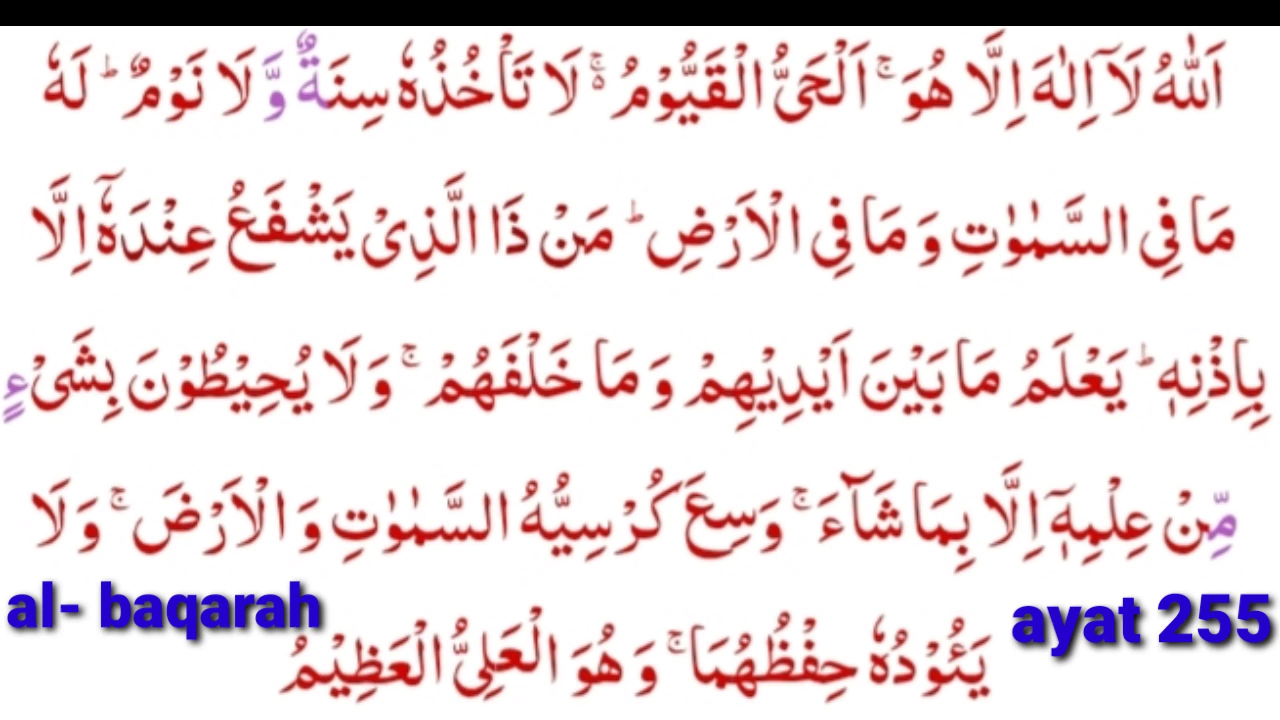 اَللّٰهُ لَاۤ اِلٰهَ اِلَّا هُوَ ۚ اَلْحَیُّ الْقَیُّوْمُ ۬ۚ لَا تَاْخُذُهٗ سِنَةٌ وَّ لَا نَوْمٌ ؕ لَهٗ
مَا فِی السَّمٰوٰتِ وَ مَا فِی الْاَرْضِ ؕ مَنْ ذَا الَّذِیْ یَشْفَعُ عِنْدَهٗۤ اِلَّا
بِاِذْنِهٖ ؕ یَعْلَمُ مَا بَیْنَ اَیْدِیْهِمْ وَ مَا خَلْفَهُمْ ۚ وَ لَا یُحِیْطُوْنَ بِشَیْءٍ
مِّنْ عِلْمِهٖۤ اِلَّا بِمَا شَآءَ ۚ وَسِعَ كُرْسِیُّهُ السَّمٰوٰتِ وَ الْاَرْضَ ۚ وَ لَا
یَـُٔوْدُهٗ حِفْظُهُمَا ۚ وَ هُوَ الْعَلِیُّ الْعَظِیْمُ
al- baqarah
ayat 255